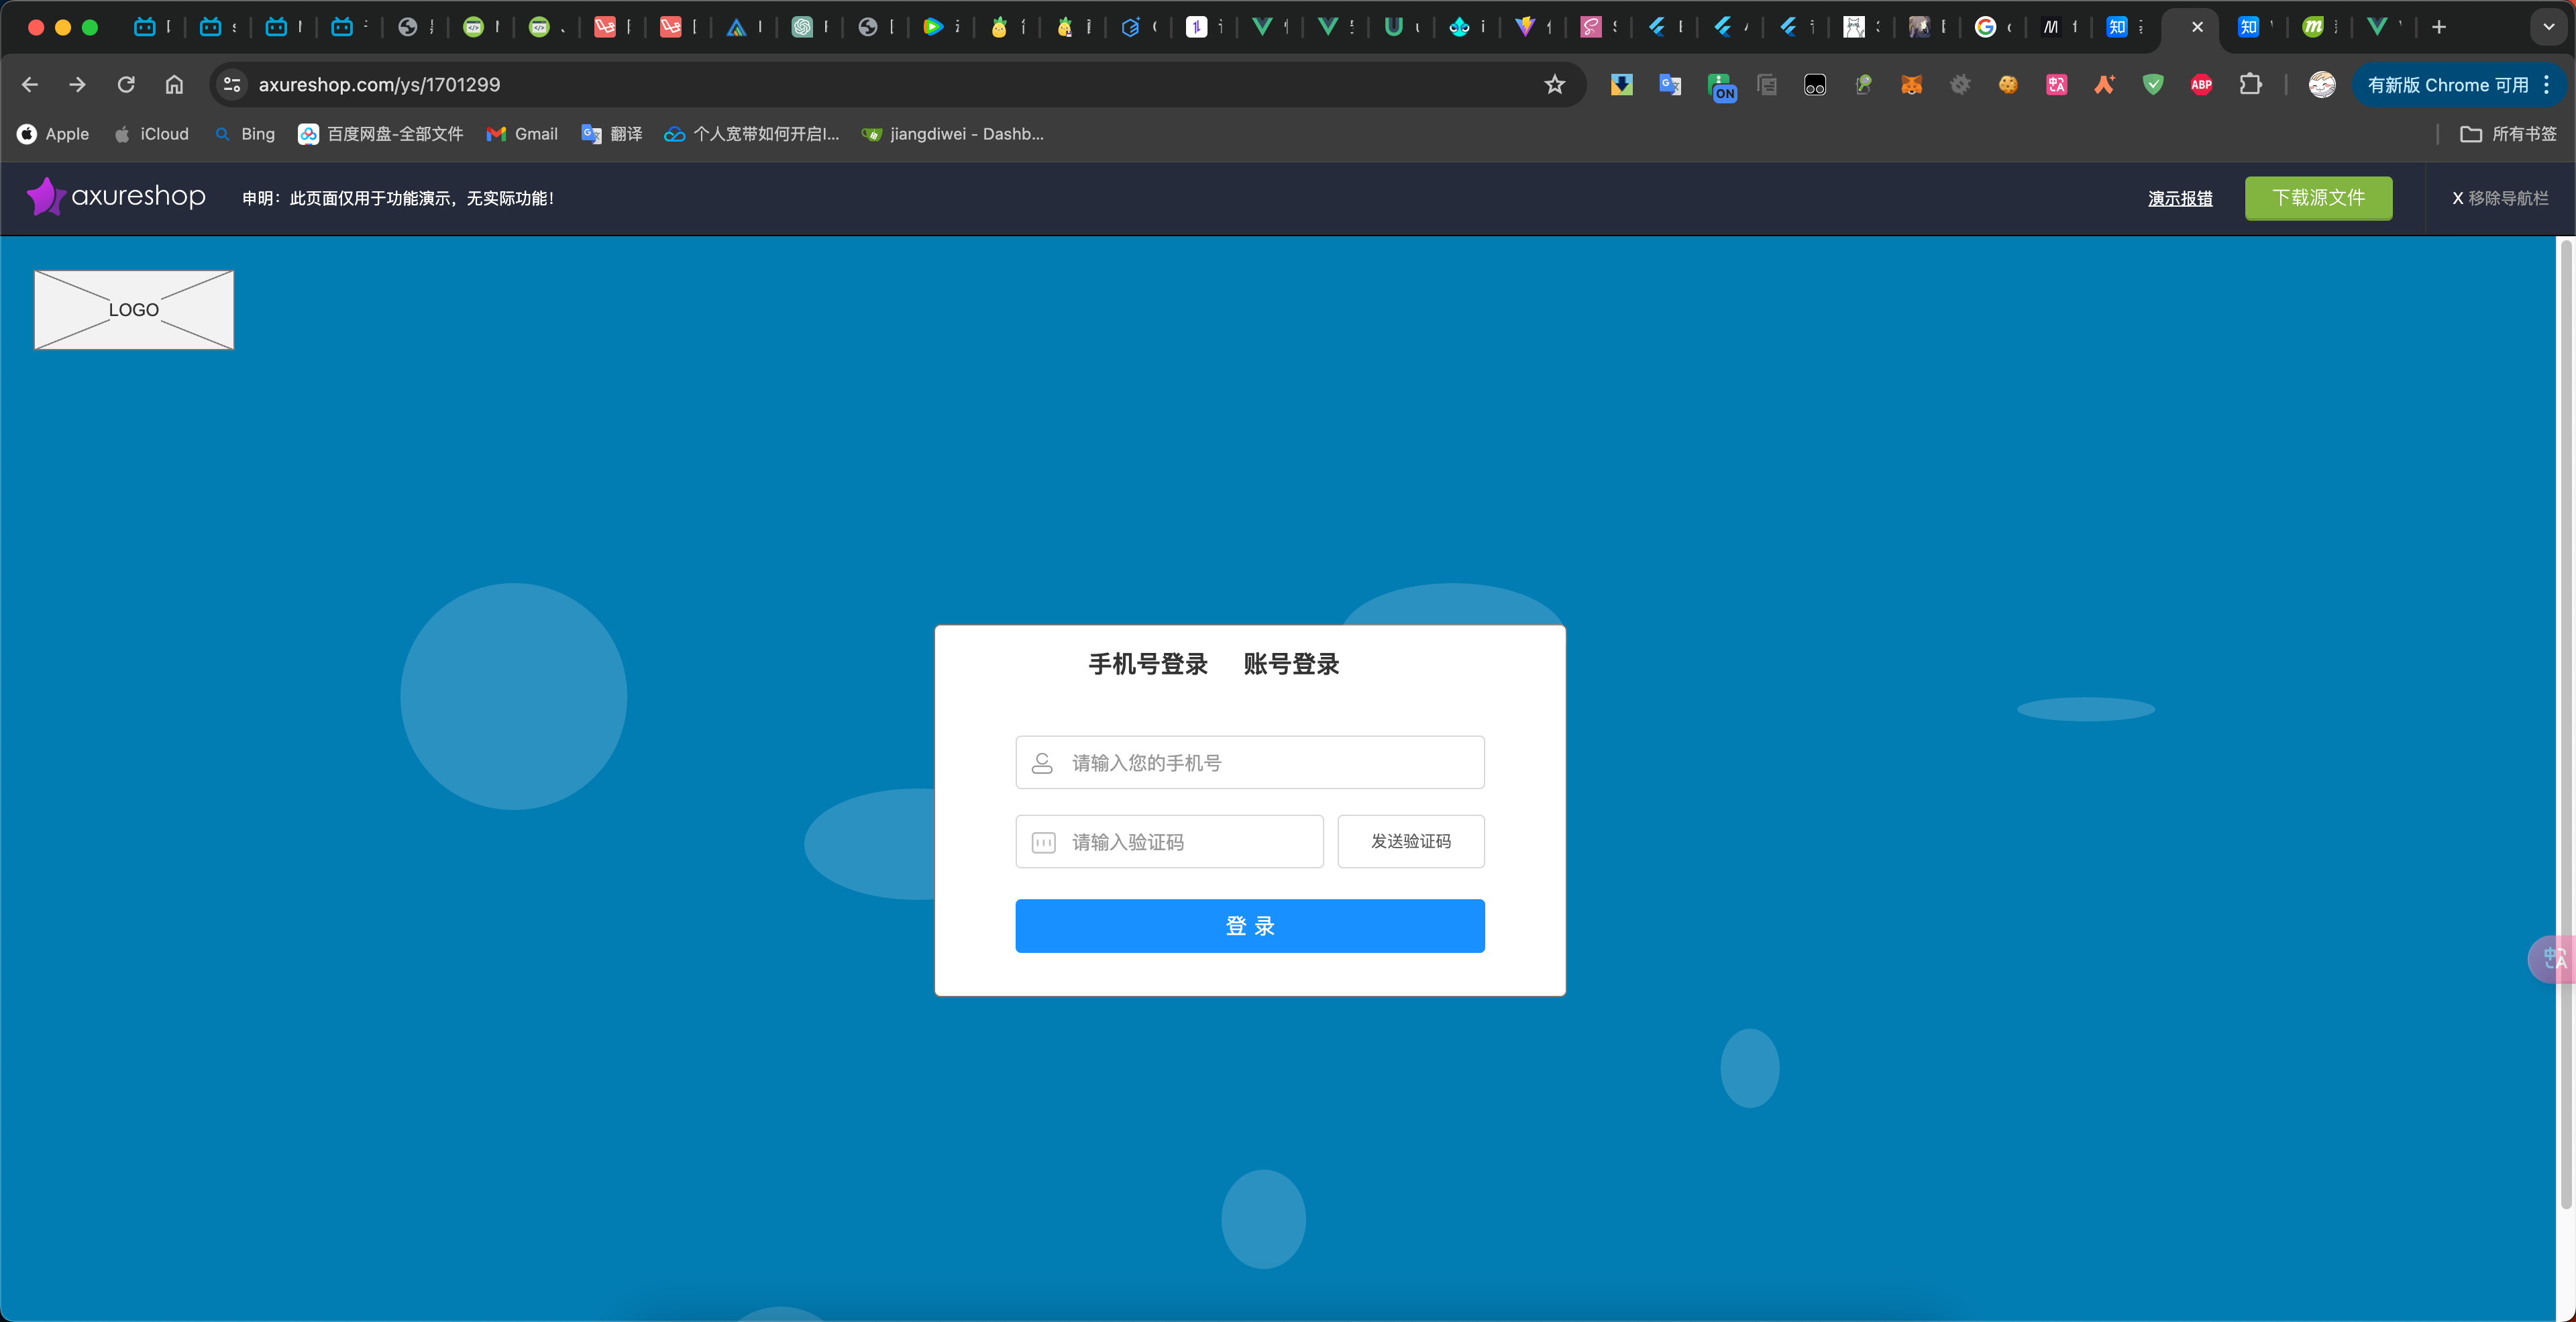 axureshop.com/ys/1701299
ON
ABP
有新版 Chrome 可用
Apple
iCloud
Bing
百度网盘-全部文件
Gmail
翻译
个人宽带如何开启I...
jiangdiwei - Dashb...
所有书签
axureshop
申明：此页面仅用于功能演示，无实际功能！
演示报错
下载源文件
X 移除导航栏
LOGO
手机号登录
账号登录
请输入您的手机号
请输入验证码
发送验证码
登 录